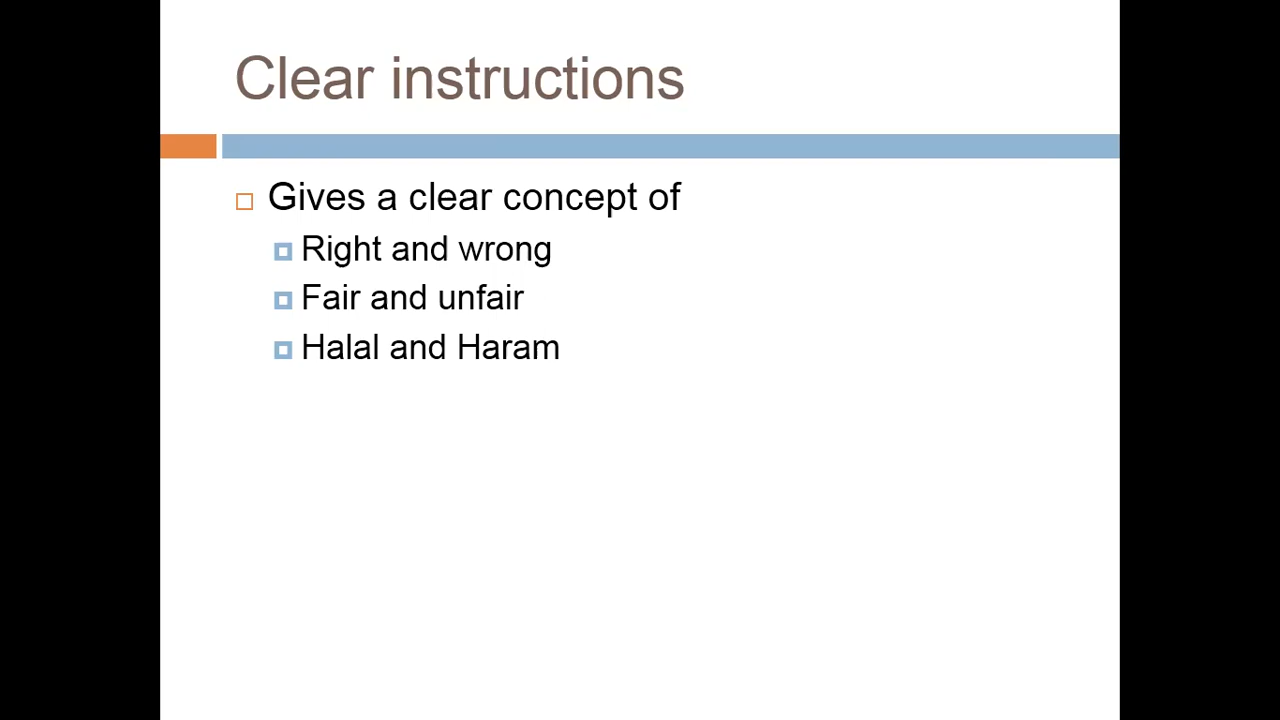 Clear instructions
Gives a clear concept of
Right and wrong
Fair and unfair
Halal and Haram